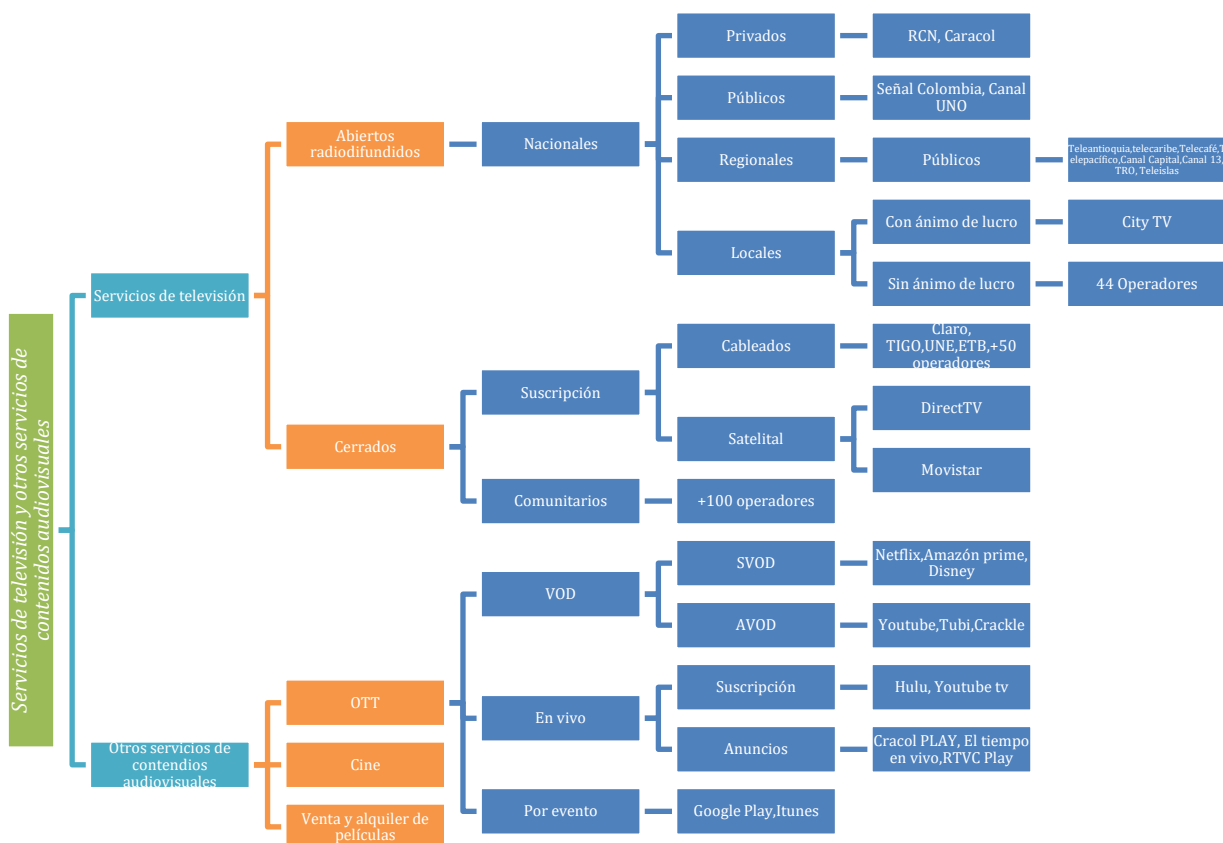 Servicios de televisión y otros servicios de
contenidos audiovisuales
Servicios de televisión
Abiertos
radiodifundidos
Nacionales
Privados
RCN, Caracol
Públicos
Señal Colombia, Canal
UNO
Regionales
Públicos
Teleantioquia,telecaribe,Telecafé,T
elepacífico,Canal Capital,Canal 13,
TRO, Teleislas
Locales
Con ánimo de lucro
City TV
Sin ánimo de lucro
44 Operadores
Cerrados
Suscripción
Cableados
Claro,
TIGO,UNE,ETB,+50
operadores
Satelital
DirectTV
Movistar
Comunitarios
+100 operadores
Otros servicios de
contendios
audiovisuales
OTT
VOD
SVOD
Netflix,Amazón prime,
Disney
AVOD
Youtube,Tubi,Crackle
En vivo
Suscripción
Hulu, Youtube tv
Anuncios
Cracol PLAY, El tiempo
en vivo,RTVC Play
Por evento
Google Play,Itunes
Cine
Venta y alquiler de
películas